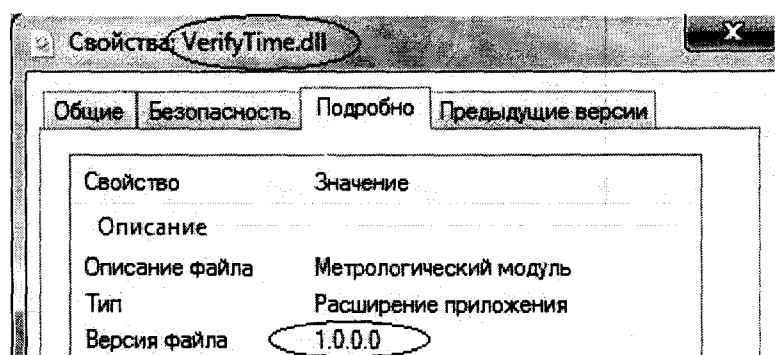 Свойства: VerifyTime.dll
Общие Безопасность Подробно Предыдущие версии
Свойство Значение
Описание
Описание файла Метрологический модуль
Тип Расширение приложения
Версия файла 1.0.0.0